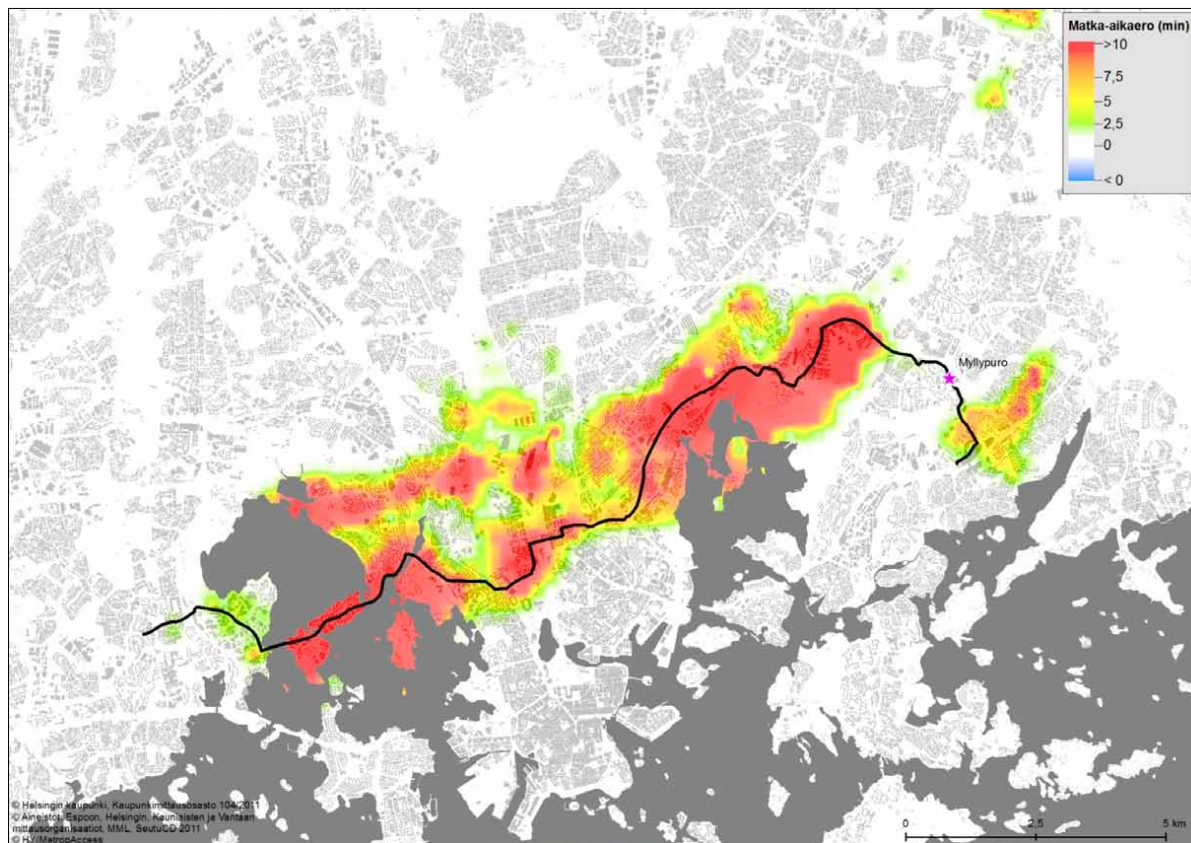 Matka-aikaero (min)
>10
7,5
5
2,5
0
< 0
Myllypuro
© Helsingin kaupunki, Kaupunkimittausosasto 104/2011
© Aineistot, Espoon, Helsingin, Kauniaisten ja Vantaan
mittausorganisaatiot, MML, SeutuCD 2011
© HY/MetropAccess
0 2.5 5 km